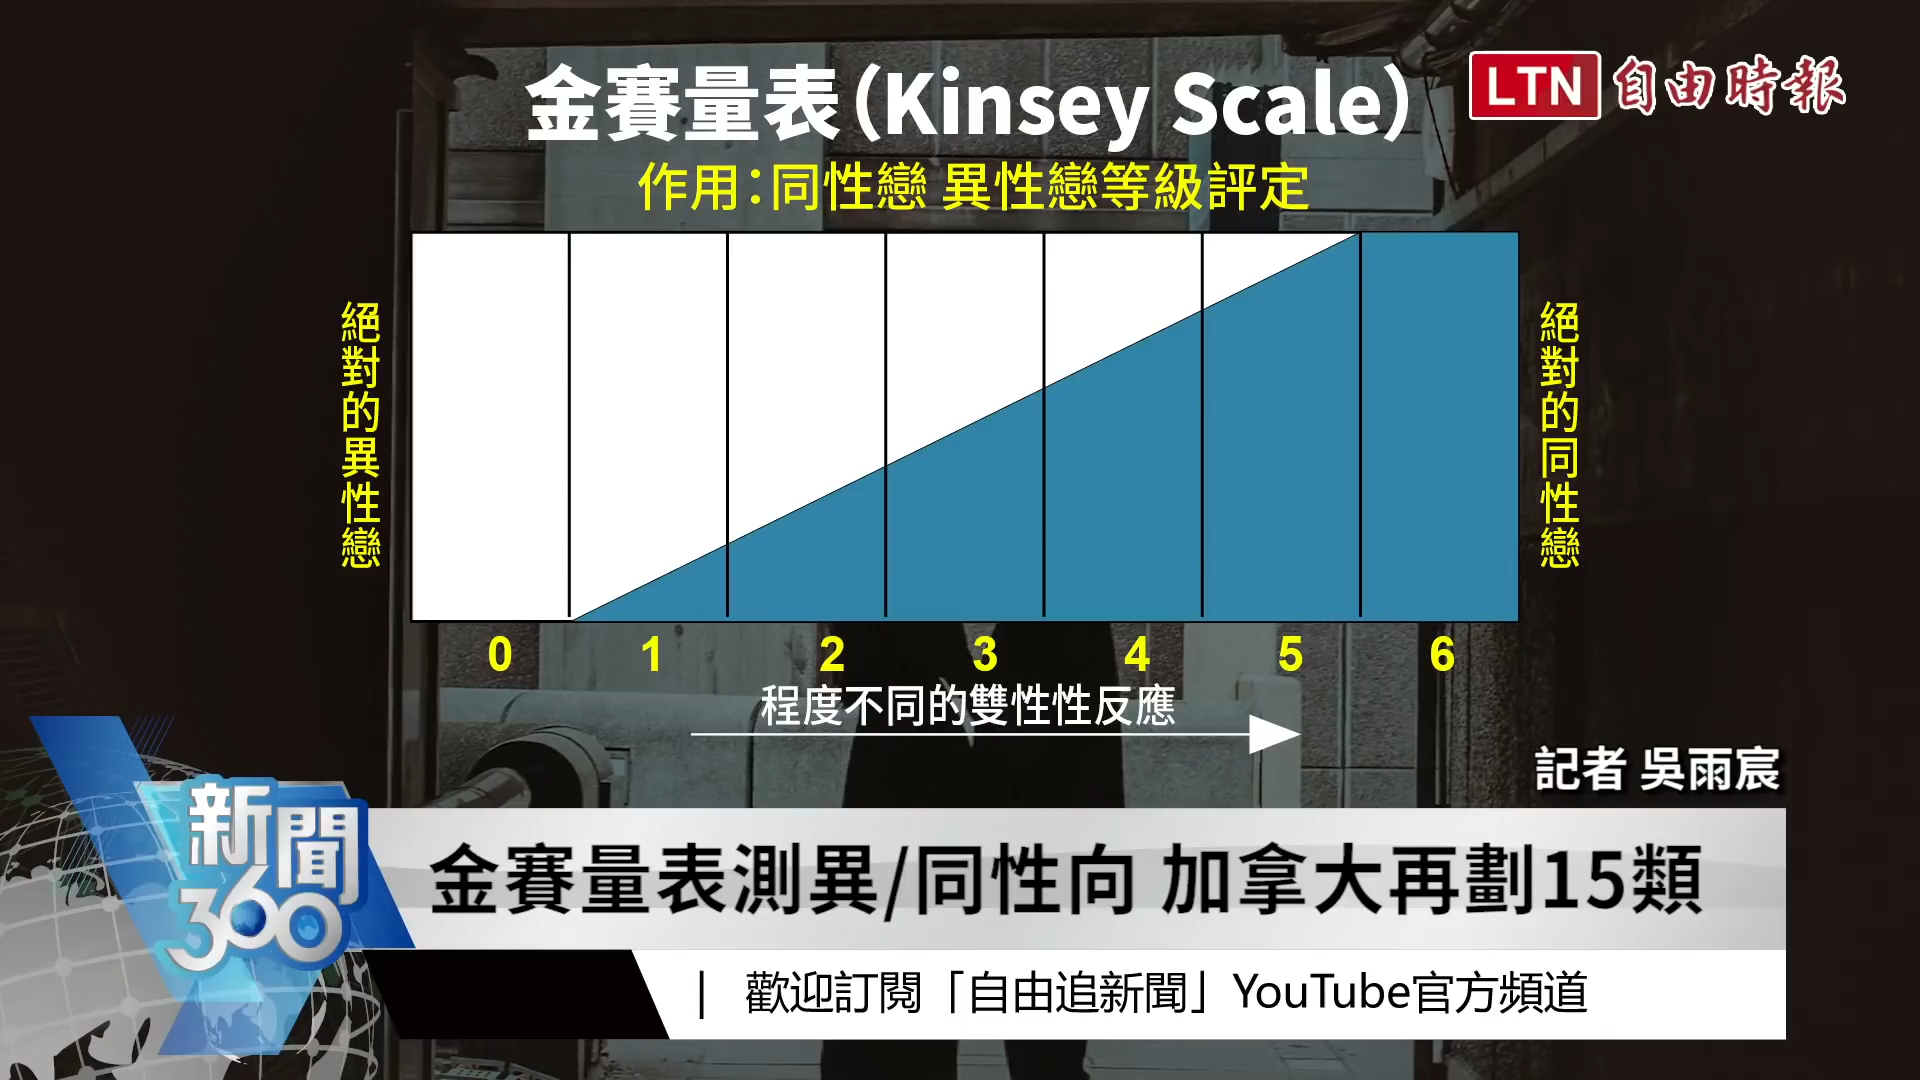 金賽量表(Kinsey Scale)
LTN 自由時報
作用:同性戀 異性戀等級評定
絕對的異性戀
絕對的同性戀
0 1 2 3 4 5 6
程度不同的雙性性反應
記者 吳雨宸
新聞360
金賽量表測異/同性向 加拿大再劃15類
| 歡迎訂閱「自由追新聞」YouTube官方頻道